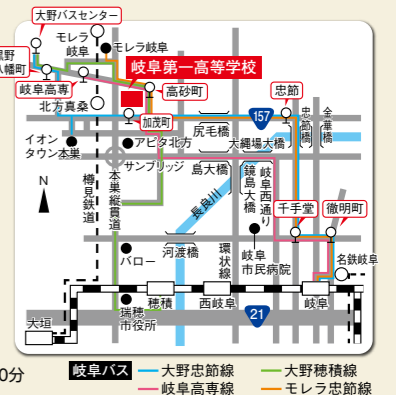 大野バスセンター
モレラ
岐阜
モレラ岐阜
黒野
八幡町
岐阜高専
岐阜第一高等学校
高砂町
忠節
北方真桑
加茂町
尻毛橋
157
忠節橋
金華橋
イオン
タウン本巣
アピタ北方
大縄場大橋
サンブリッジ
島大橋
鏡島大橋
岐阜西通り
N
樽見鉄道
本巣縦貫道
長良川
千手堂
徹明町
バロー
河渡橋
環状線
岐阜
市民病院
名鉄岐阜
穂積
西岐阜
岐阜
瑞穂
市役所
21
大垣
0分
岐阜バス
大野忠節線
大野穂積線
岐阜高専線
モレラ忠節線